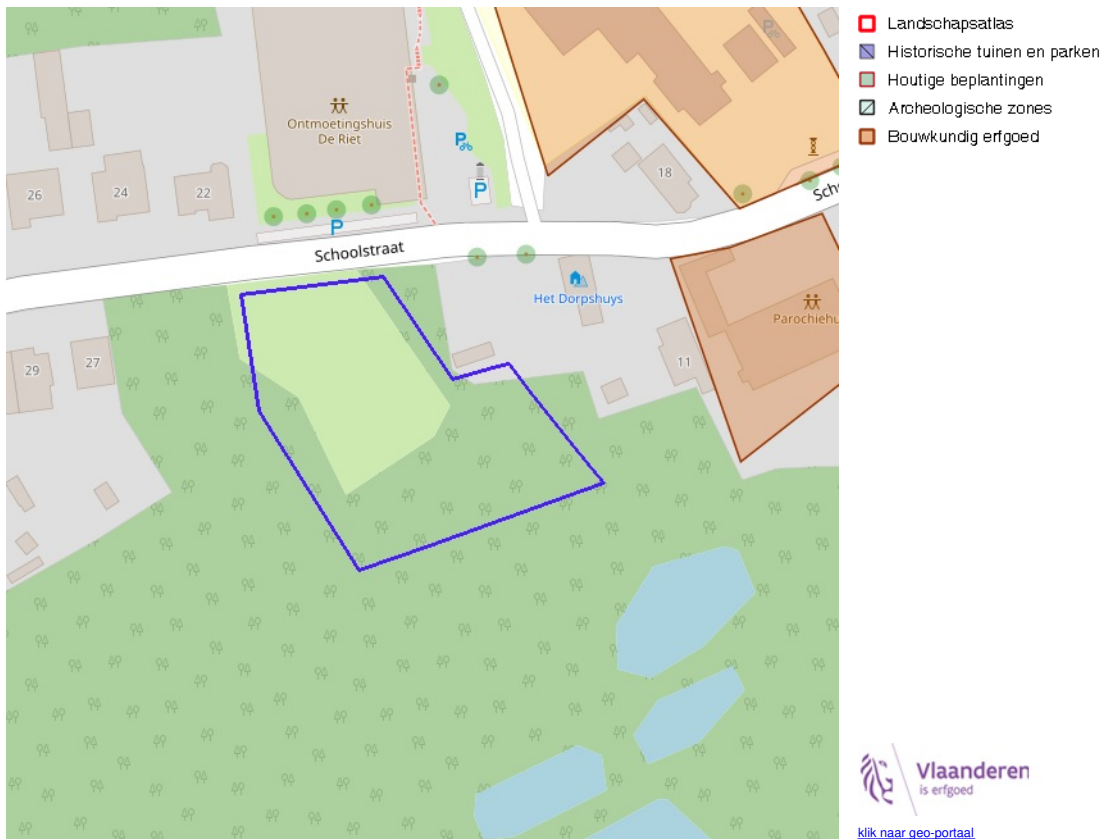 Ontmoetingshuis
De Riet
26
24
22
P
P
P
18
Schoolstraat
Het Dorpshuys
Parochiehu
29
27
11
Landschapsatlas
Historische tuinen en parken
Houtige beplantingen
Archeologische zones
Bouwkundig erfgoed
Vlaanderen
is erfgoed
klik naar geo-portaal